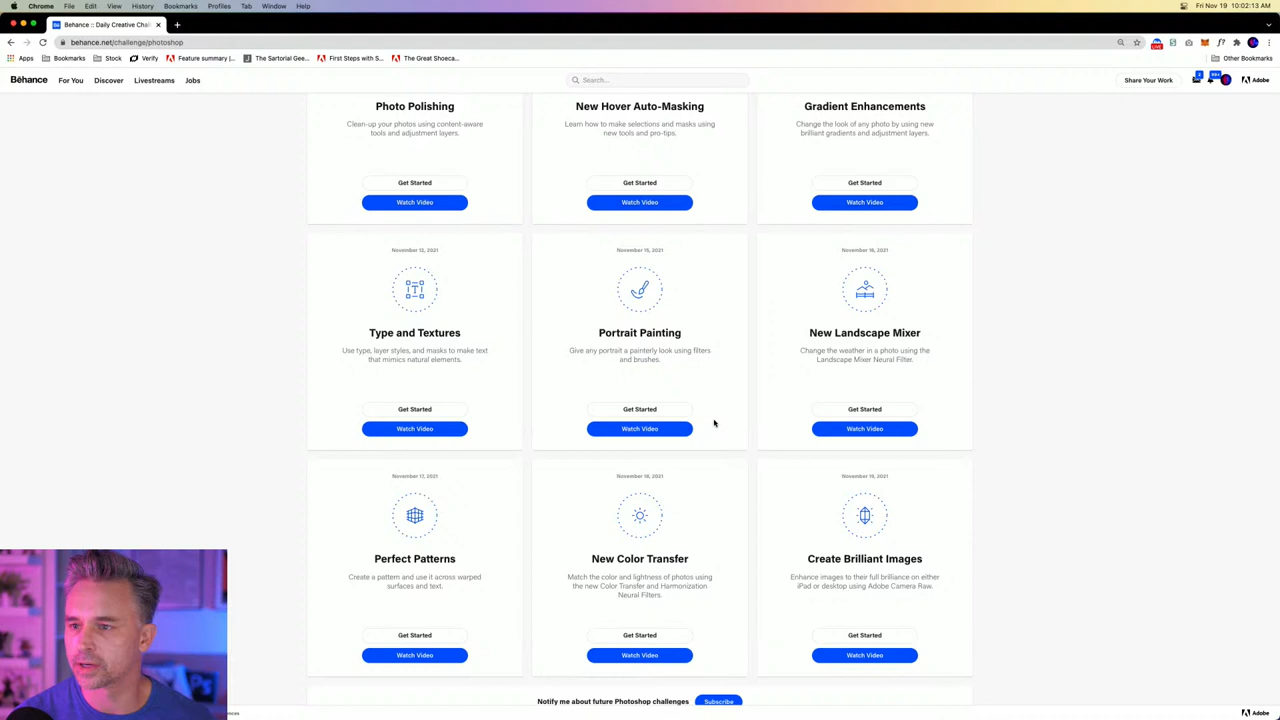 Chrome File Edit View History Bookmarks Profiles Tab Window Help
Fri Nov 19 10:02:13 AM
Behance :: Daily Creative Chal
behance.net/challenge/photoshop
Apps Bookmarks Stock Verify Feature summary |... The Sartorial Gee... First Steps with S... The Great Shoeca... Other Bookmarks
Bēhance For You Discover Livestreams Jobs Search... Share Your Work Adobe
Photo Polishing
Clean-up your photos using content-aware
tools and adjustment layers.
Get Started
Watch Video
New Hover Auto-Masking
Learn how to make selections and masks using
new tools and pro-tips.
Get Started
Watch Video
Gradient Enhancements
Change the look of any photo by using new
brilliant gradients and adjustment layers.
Get Started
Watch Video
November 12, 2021
Type and Textures
Use type, layer styles, and masks to make text
that mimics natural elements.
Get Started
Watch Video
November 15, 2021
Portrait Painting
Give any portrait a painterly look using filters
and brushes.
Get Started
Watch Video
November 16, 2021
New Landscape Mixer
Change the weather in a photo using the
Landscape Mixer Neural Filter.
Get Started
Watch Video
November 17, 2021
Perfect Patterns
Create a pattern and use it across warped
surfaces and text.
Get Started
Watch Video
November 18, 2021
New Color Transfer
Match the color and lightness of photos using
the new Color Transfer and Harmonization
Neural Filters.
Get Started
Watch Video
November 19, 2021
Create Brilliant Images
Enhance images to their full brilliance on either
iPad or desktop using Adobe Camera Raw.
Get Started
Watch Video
Notify me about future Photoshop challenges Subscribe
Adobe